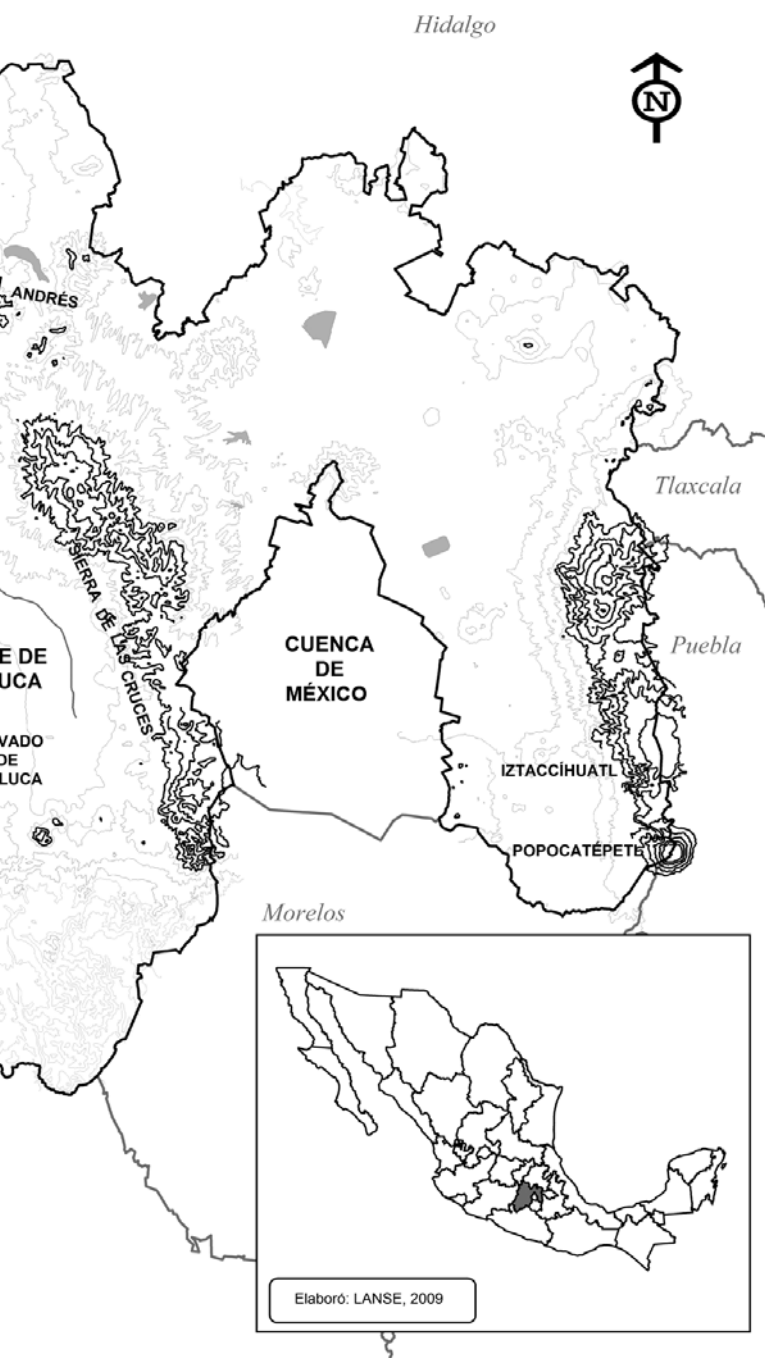 Hidalgo
N
ANDRÉS
Tlaxcala
SIERRA DE LAS CRUCES
Puebla
CUENCA
DE
MÉXICO
E DE
UCA
VADO
DE
LUCA
IZTACCÍHUATL
POPOCATÉPETL
Morelos
Elaboró: LANSE, 2009